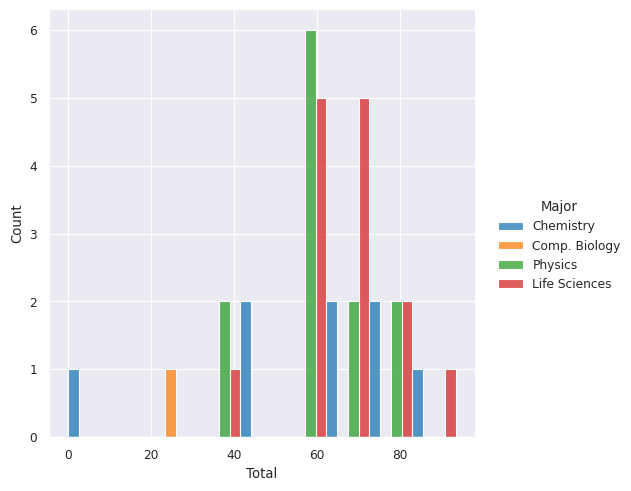 6
5
4
3
2
1
0
Count
0 20 40 60 80
Total
Major
Chemistry
Comp. Biology
Physics
Life Sciences